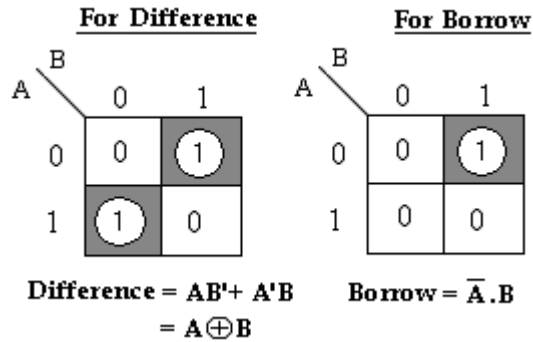 For Difference
B
A
0 1
0 0 1
1 1 0
Difference = AB'+ A'B
= A⊕B
For Borrow
B
A
0 1
0 0 1
1 0 0
Borrow = A̅.B